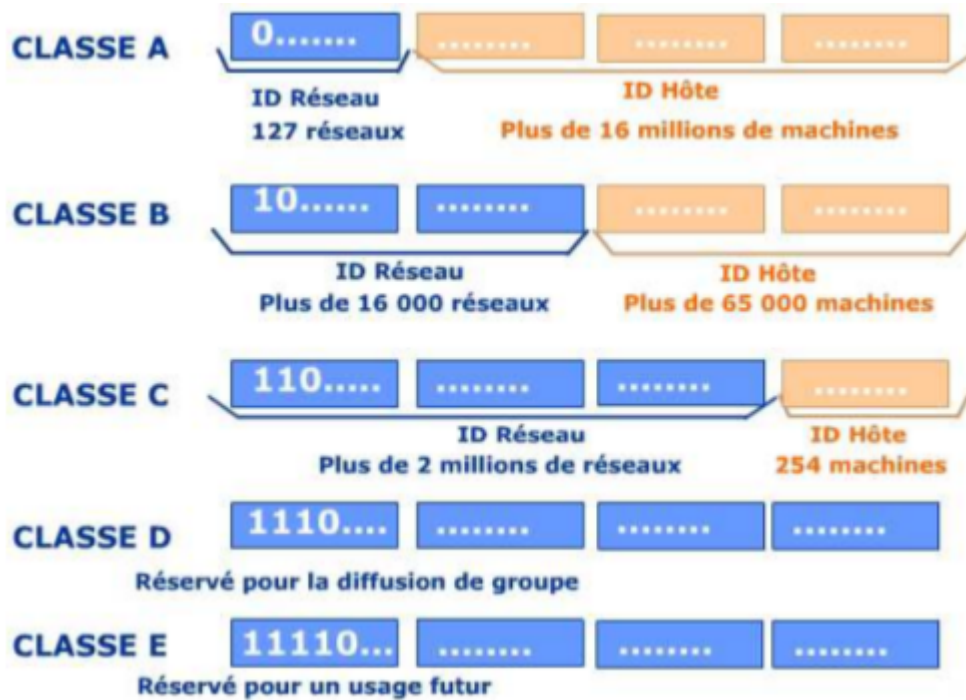 CLASSE A 0....... ........ ........ ........
ID Réseau ID Hôte
127 réseaux Plus de 16 millions de machines
CLASSE B 10...... ........ ........ ........
ID Réseau ID Hôte
Plus de 16 000 réseaux Plus de 65 000 machines
CLASSE C 110..... ........ ........ ........
ID Réseau ID Hôte
Plus de 2 millions de réseaux 254 machines
CLASSE D 1110.... ........ ........ ........
Réservé pour la diffusion de groupe
CLASSE E 11110... ........ ........ ........
Réservé pour un usage futur